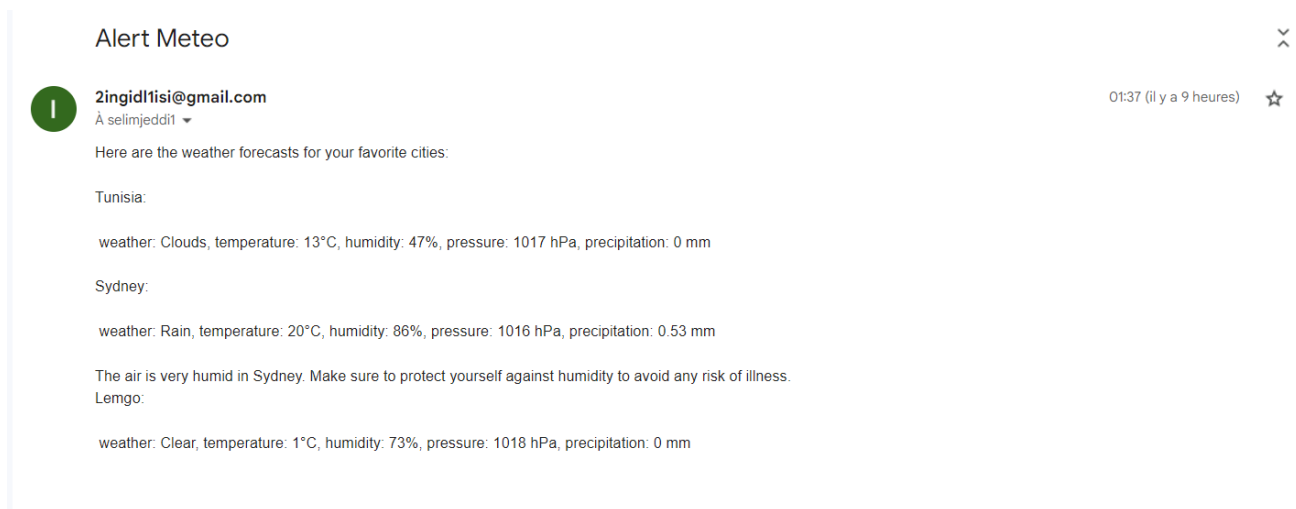 Alert Meteo
I
2ingidl1isi@gmail.com
01:37 (il y a 9 heures)
À selimjeddi1
Here are the weather forecasts for your favorite cities:
Tunisia:
weather: Clouds, temperature: 13°C, humidity: 47%, pressure: 1017 hPa, precipitation: 0 mm
Sydney:
weather: Rain, temperature: 20°C, humidity: 86%, pressure: 1016 hPa, precipitation: 0.53 mm
The air is very humid in Sydney. Make sure to protect yourself against humidity to avoid any risk of illness.
Lemgo:
weather: Clear, temperature: 1°C, humidity: 73%, pressure: 1018 hPa, precipitation: 0 mm